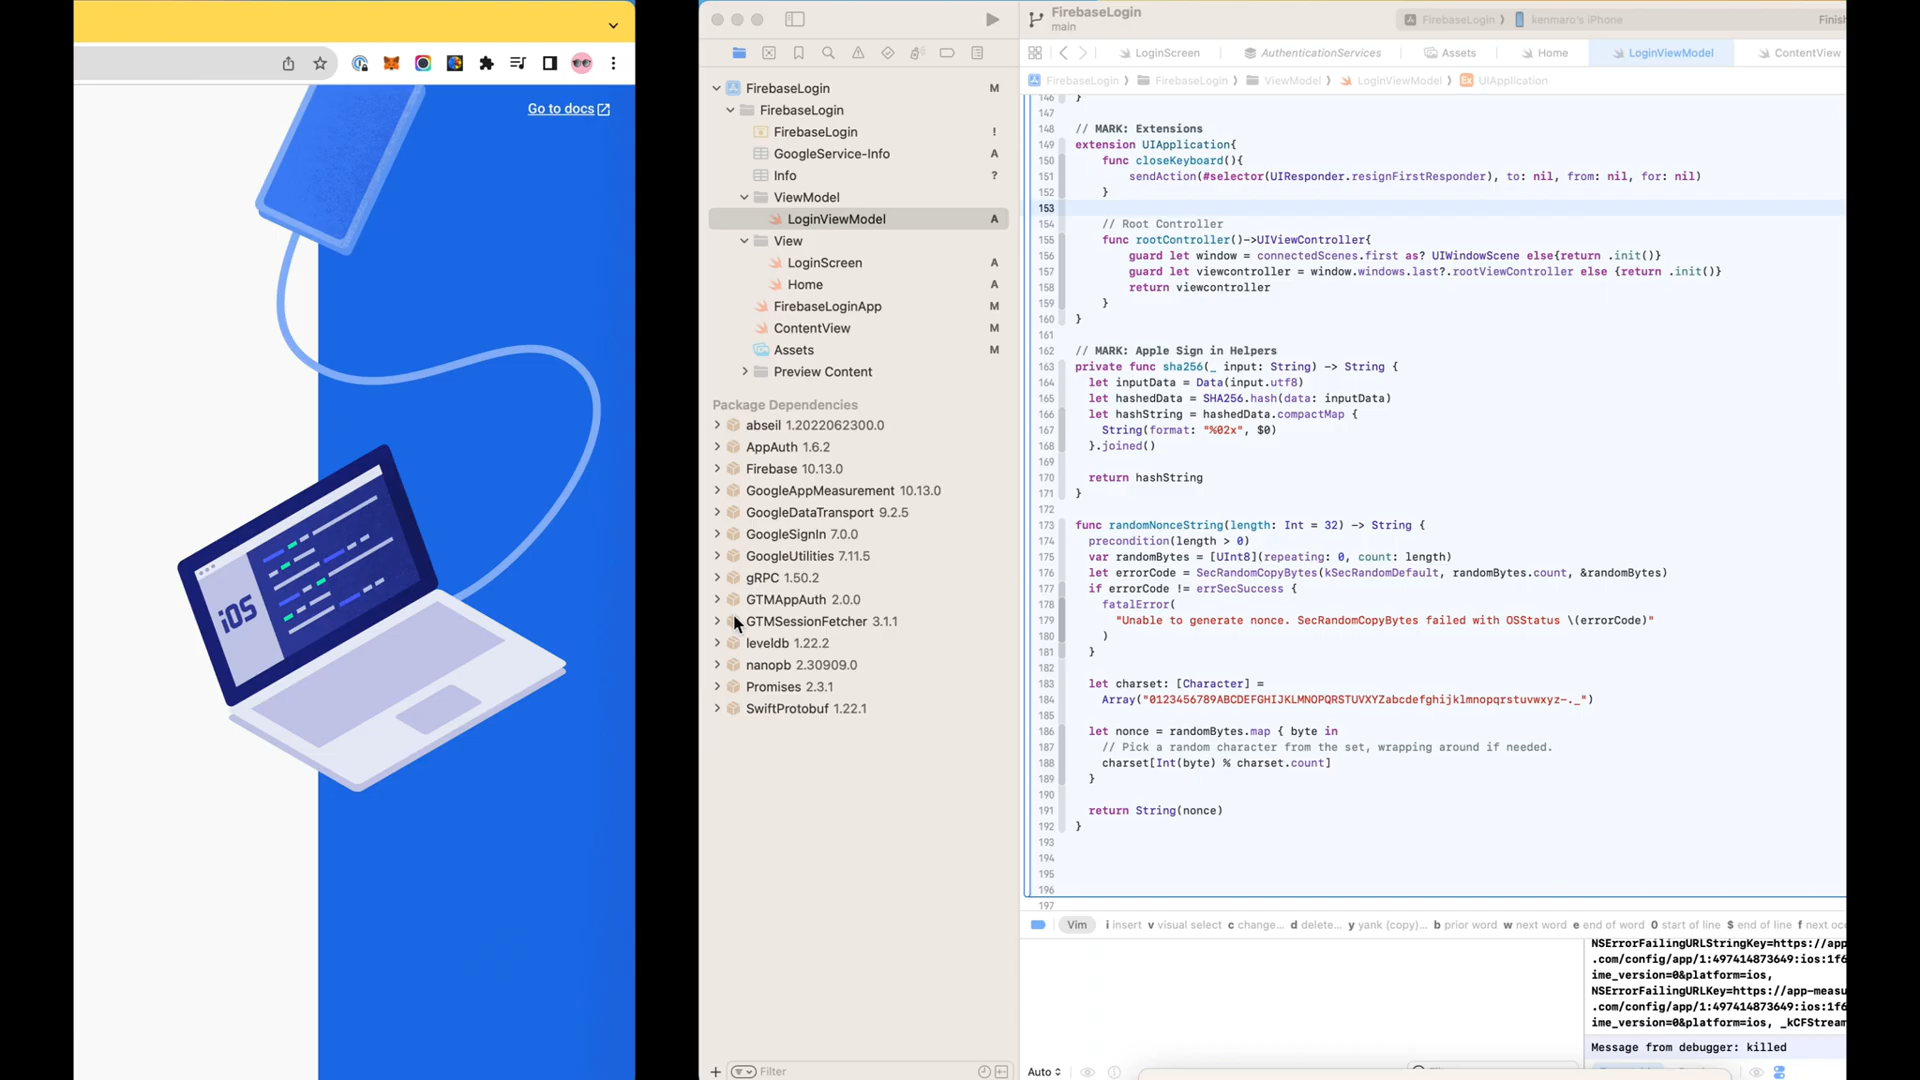 Go to docs
iOS
FirebaseLogin M
FirebaseLogin
FirebaseLogin !
GoogleService-Info A
Info ?
ViewModel
LoginViewModel A
View
LoginScreen A
Home A
FirebaseLoginApp M
ContentView M
Assets M
Preview Content
Package Dependencies
abseil 1.2022062300.0
AppAuth 1.6.2
Firebase 10.13.0
GoogleAppMeasurement 10.13.0
GoogleDataTransport 9.2.5
GoogleSignIn 7.0.0
GoogleUtilities 7.11.5
gRPC 1.50.2
GTMAppAuth 2.0.0
GTMSessionFetcher 3.1.1
leveldb 1.22.2
nanopb 2.30909.0
Promises 2.3.1
SwiftProtobuf 1.22.1
Filter
FirebaseLogin
main
FirebaseLogin kenmaro's iPhone Finish
LoginScreen AuthenticationServices Assets Home LoginViewModel ContentView
FirebaseLogin FirebaseLogin ViewModel LoginViewModel Ex UIApplication
146 }
147
148 // MARK: Extensions
149 extension UIApplication{
150 func closeKeyboard(){
151 sendAction(#selector(UIResponder.resignFirstResponder), to: nil, from: nil, for: nil)
152 }
153
154 // Root Controller
155 func rootController()->UIViewController{
156 guard let window = connectedScenes.first as? UIWindowScene else{return .init()}
157 guard let viewcontroller = window.windows.last?.rootViewController else {return .init()}
158 return viewcontroller
159 }
160 }
161
162 // MARK: Apple Sign in Helpers
163 private func sha256(_ input: String) -> String {
164 let inputData = Data(input.utf8)
165 let hashedData = SHA256.hash(data: inputData)
166 let hashString = hashedData.compactMap {
167 String(format: "%02x", $0)
168 }.joined()
169
170 return hashString
171 }
172
173 func randomNonceString(length: Int = 32) -> String {
174 precondition(length > 0)
175 var randomBytes = [UInt8](repeating: 0, count: length)
176 let errorCode = SecRandomCopyBytes(kSecRandomDefault, randomBytes.count, &randomBytes)
177 if errorCode != errSecSuccess {
178 fatalError(
179 "Unable to generate nonce. SecRandomCopyBytes failed with OSStatus \(errorCode)"
180 )
181 }
182
183 let charset: [Character] =
184 Array("0123456789ABCDEFGHIJKLMNOPQRSTUVXYZabcdefghijklmnopqrstuvwxyz-._")
185
186 let nonce = randomBytes.map { byte in
187 // Pick a random character from the set, wrapping around if needed.
188 charset[Int(byte) % charset.count]
189 }
190
191 return String(nonce)
192 }
193
194
195
196
197
Vim i insert v visual select c change... d delete... y yank (copy)... b prior word w next word e end of word 0 start of line $ end of line f next occ
NSErrorFailingURLStringKey=https://app
.com/config/app/1:497414873649:ios:1f6
ime_version=0&platform=ios,
NSErrorFailingURLKey=https://app-measu
.com/config/app/1:497414873649:ios:1f6
ime_version=0&platform=ios, _kCFStream
Message from debugger: killed
Auto